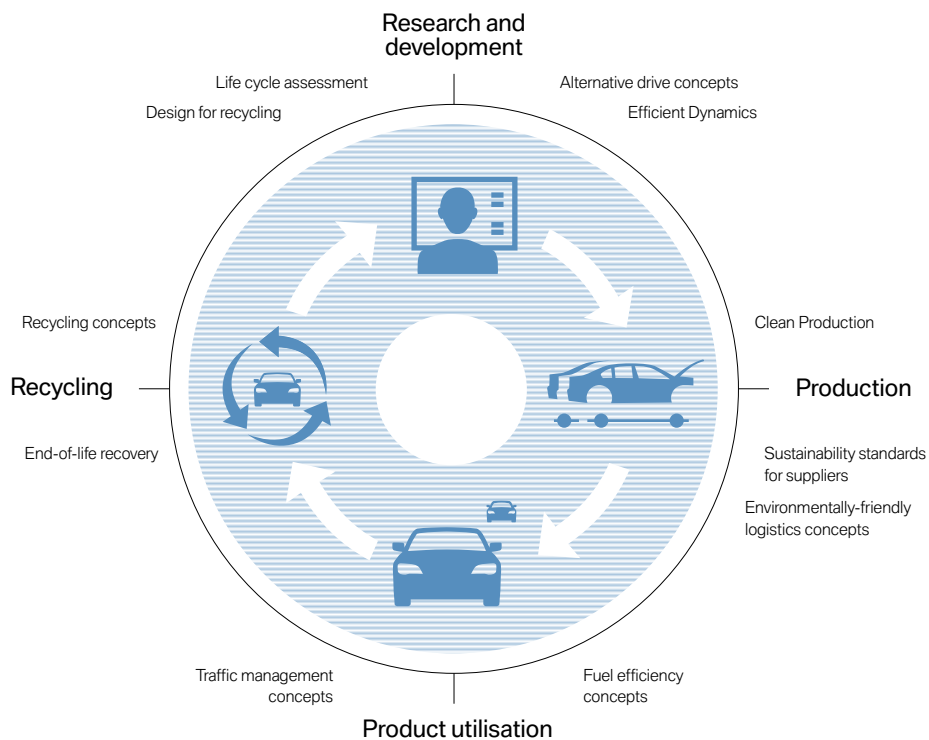 Research and
development
Life cycle assessment
Alternative drive concepts
Design for recycling
Efficient Dynamics
Recycling concepts
Clean Production
Recycling
Production
End-of-life recovery
Sustainability standards
for suppliers
Environmentally-friendly
logistics concepts
Traffic management
concepts
Fuel efficiency
concepts
Product utilisation